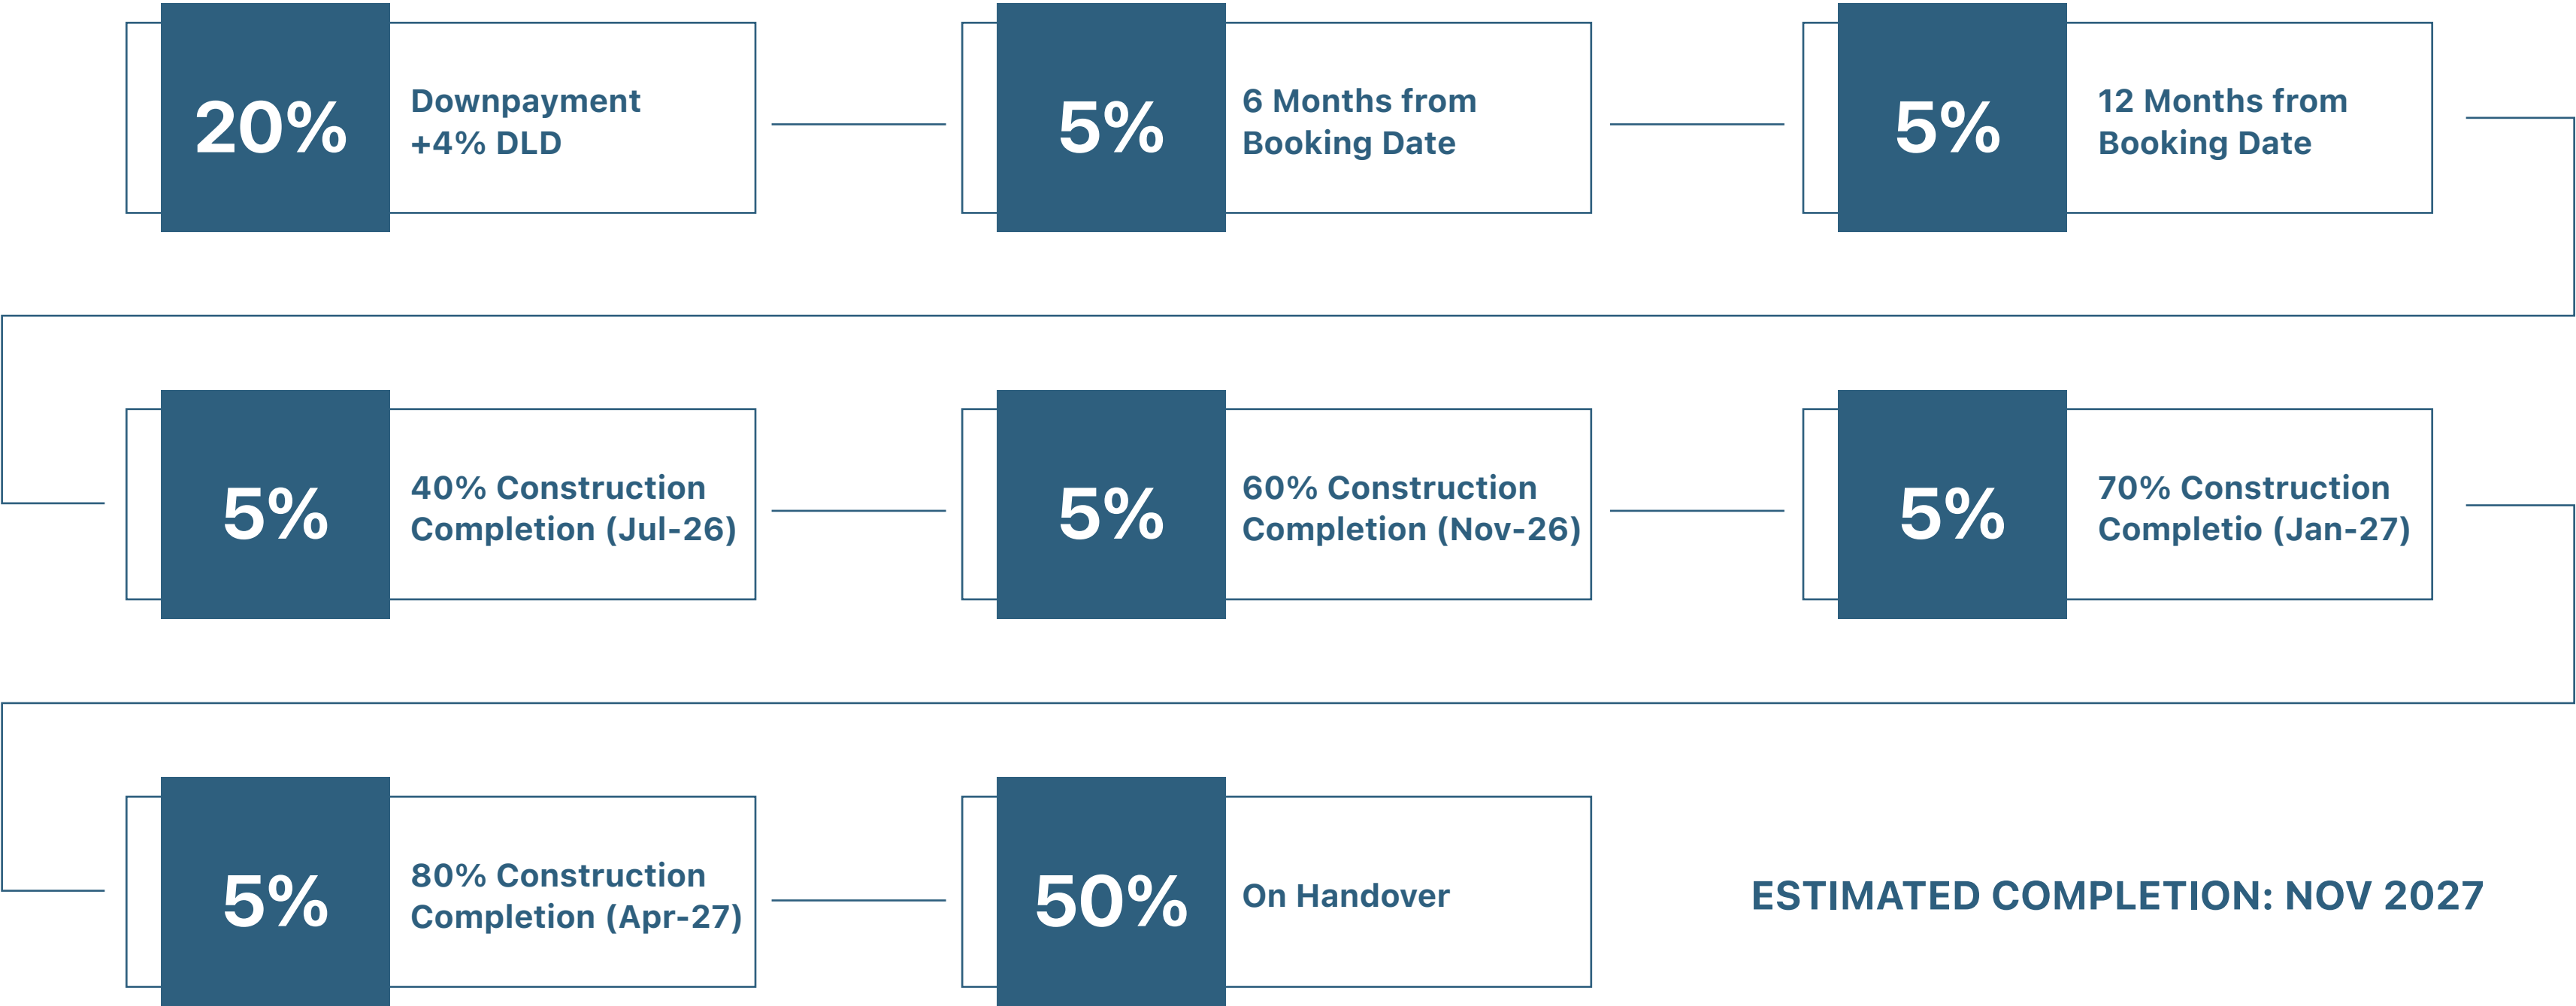 20%
Downpayment
+4% DLD
5%
6 Months from
Booking Date
5%
12 Months from
Booking Date
5%
40% Construction
Completion (Jul-26)
5%
60% Construction
Completion (Nov-26)
5%
70% Construction
Completio (Jan-27)
5%
80% Construction
Completion (Apr-27)
50%
On Handover
ESTIMATED COMPLETION: NOV 2027